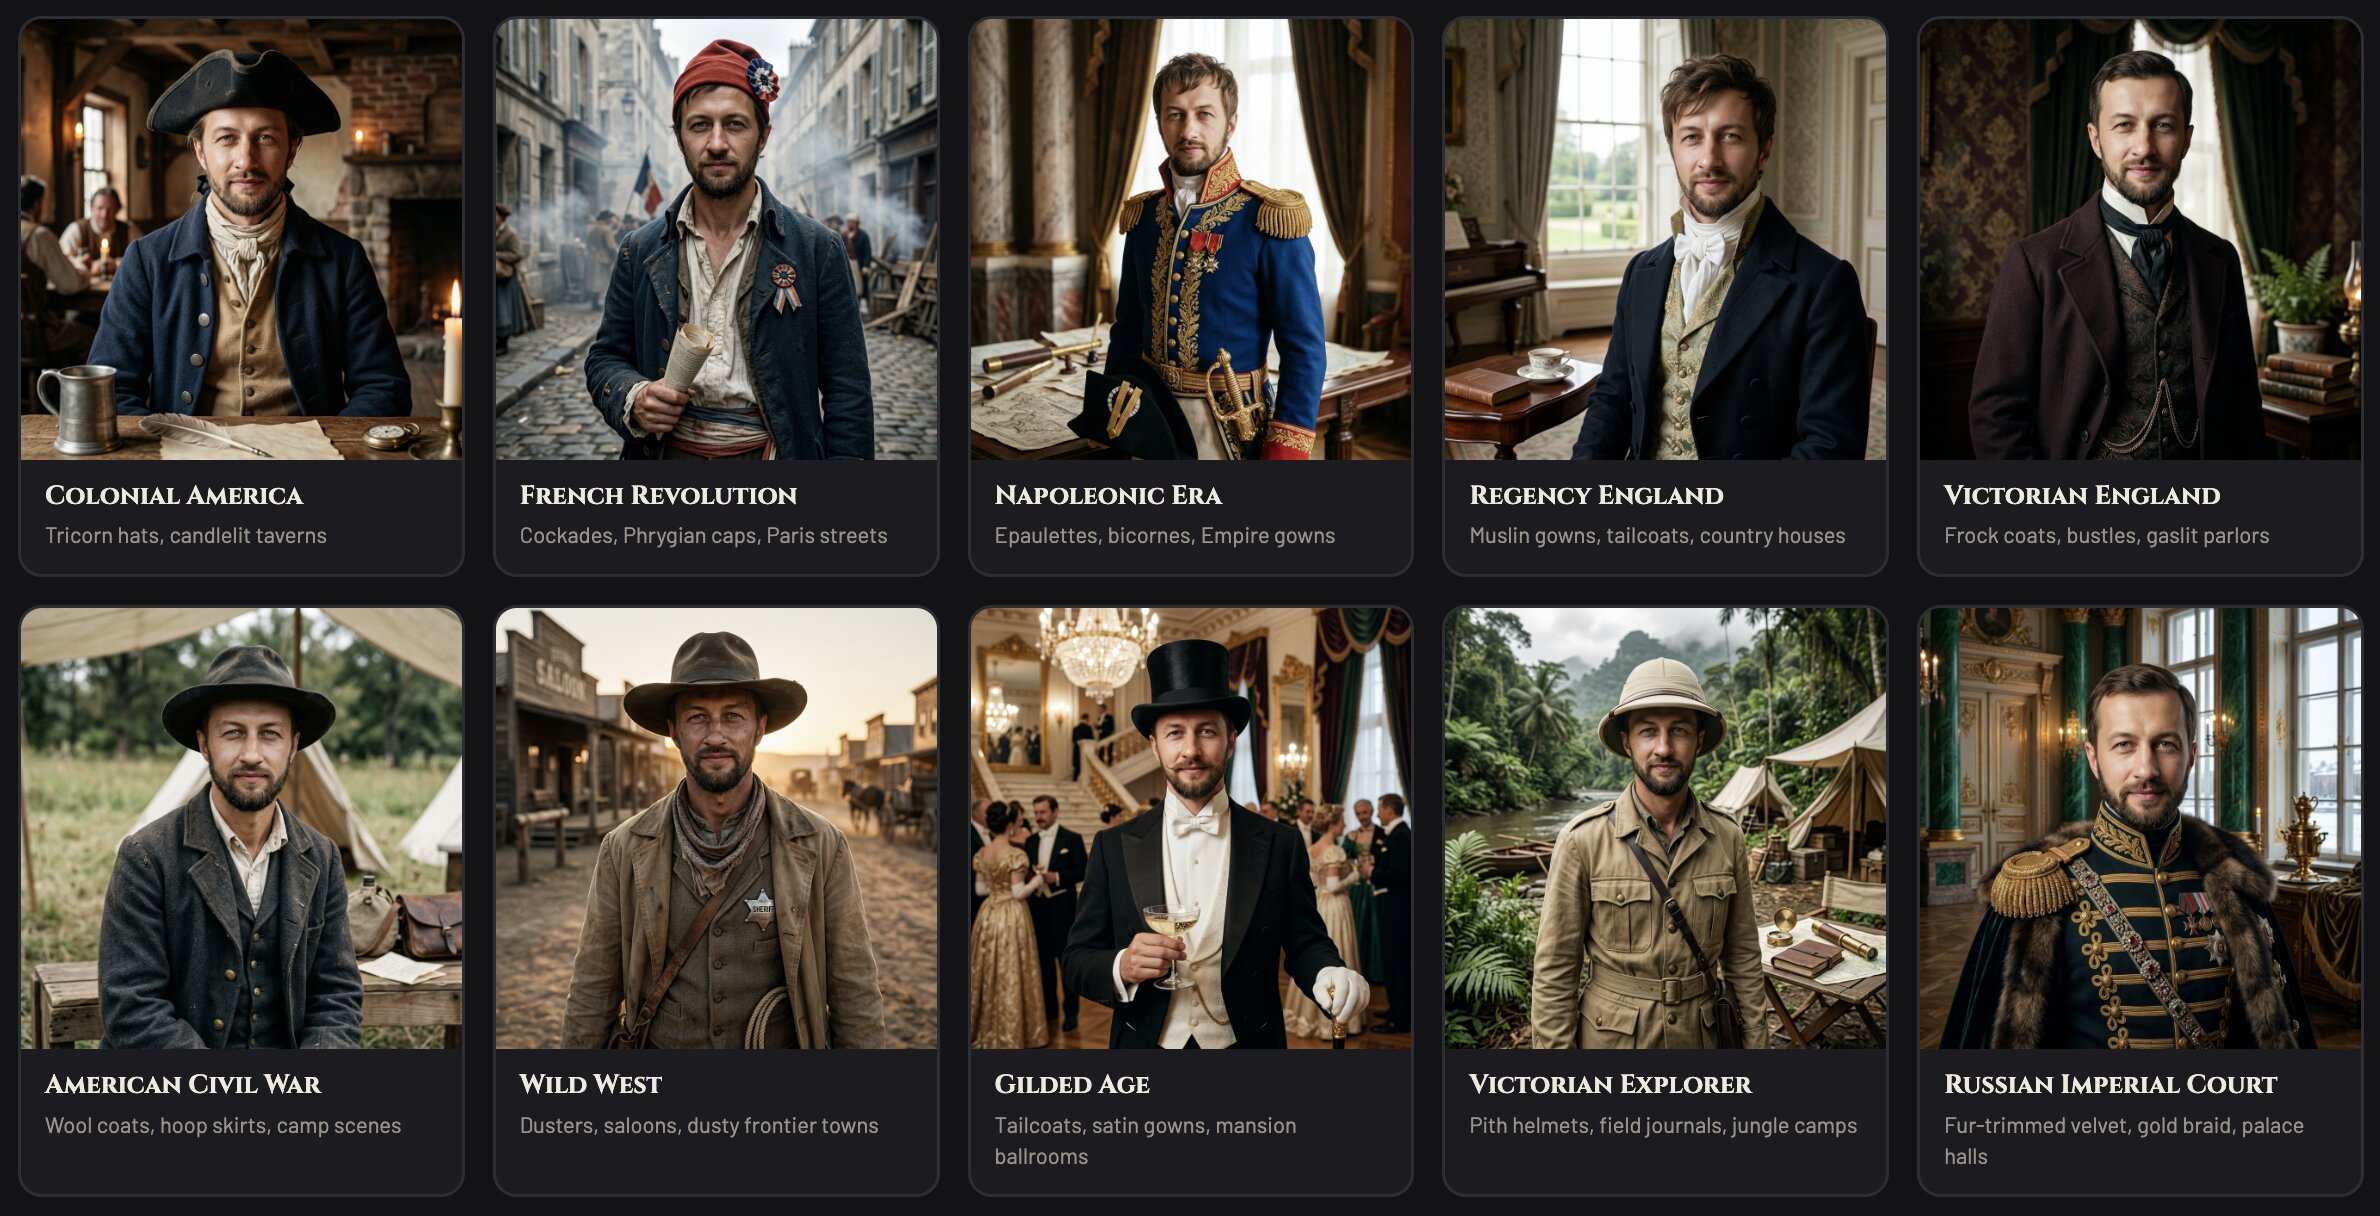 Colonial America
Tricorn hats, candlelit taverns
French Revolution
Cockades, Phrygian caps, Paris streets
Napoleonic Era
Epaulettes, bicornes, Empire gowns
Regency England
Muslin gowns, tailcoats, country houses
Victorian England
Frock coats, bustles, gaslit parlors
SALOON
SHERIFF
American Civil War
Wool coats, hoop skirts, camp scenes
Wild West
Dusters, saloons, dusty frontier towns
Gilded Age
Tailcoats, satin gowns, mansion
ballrooms
Victorian Explorer
Pith helmets, field journals, jungle camps
Russian Imperial Court
Fur-trimmed velvet, gold braid, palace
halls